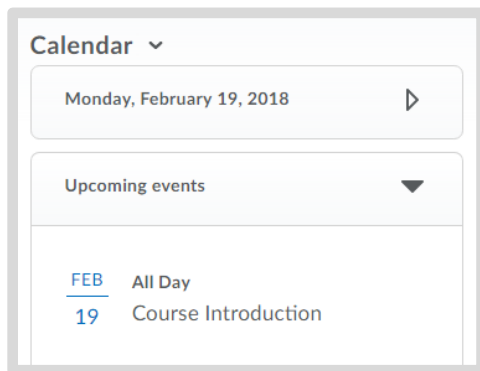 Calendar
Monday, February 19, 2018
Upcoming events
FEB All Day
19 Course Introduction